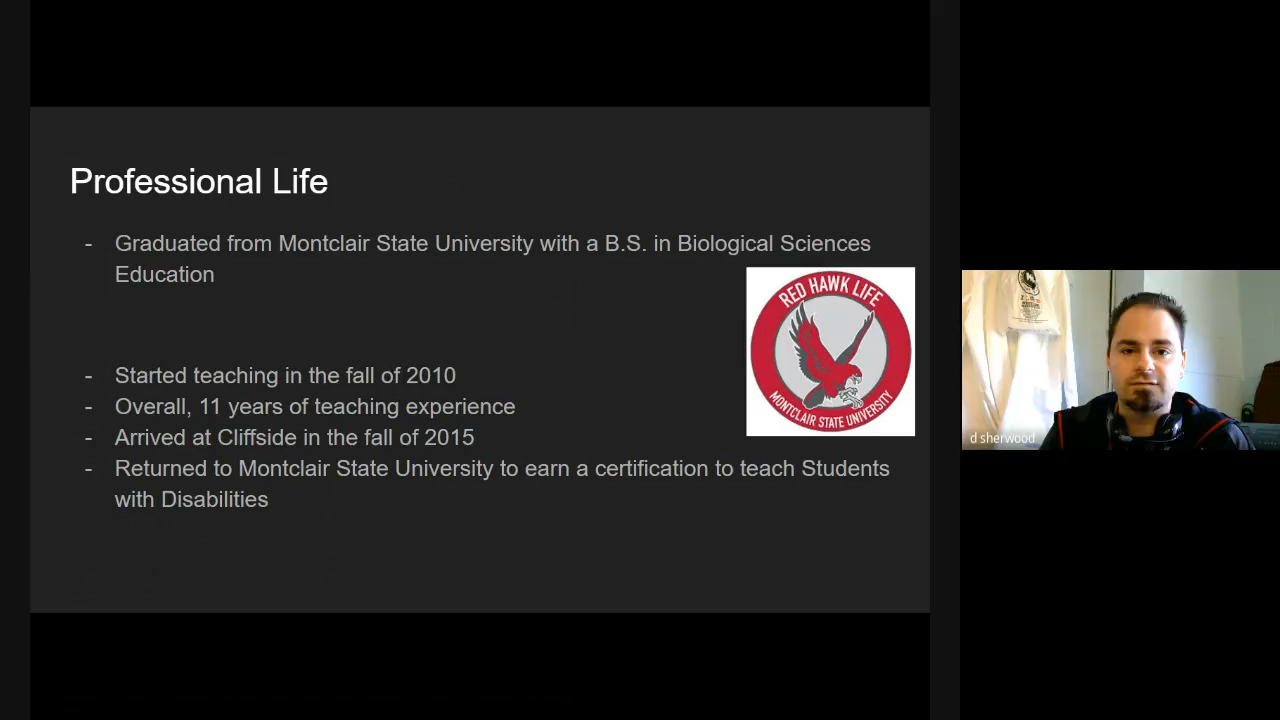 Professional Life
- Graduated from Montclair State University with a B.S. in Biological Sciences
Education
RED HAWK LIFE
MONTCLAIR STATE UNIVERSITY
- Started teaching in the fall of 2010
- Overall, 11 years of teaching experience
- Arrived at Cliffside in the fall of 2015
- Returned to Montclair State University to earn a certification to teach Students
with Disabilities
d sherwood